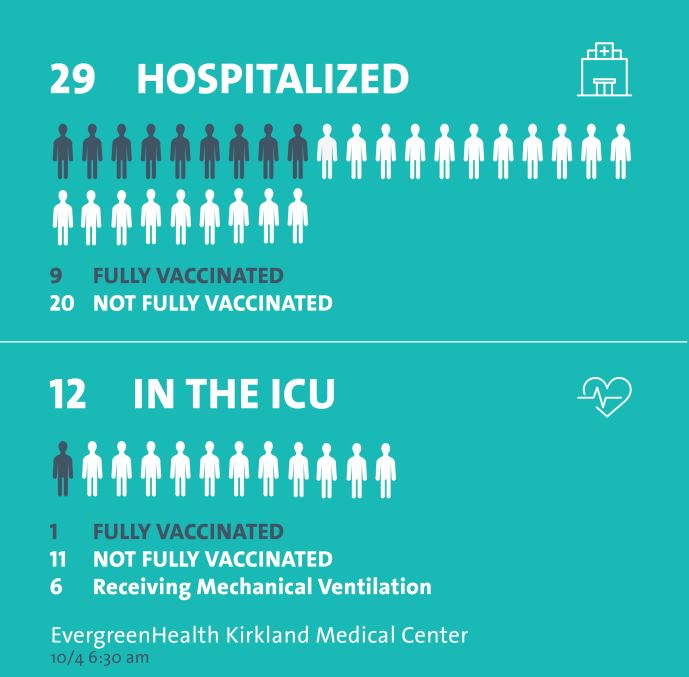 29 HOSPITALIZED
9 FULLY VACCINATED
20 NOT FULLY VACCINATED
12 IN THE ICU
1 FULLY VACCINATED
11 NOT FULLY VACCINATED
6 Receiving Mechanical Ventilation
EvergreenHealth Kirkland Medical Center
10/4 6:30 am